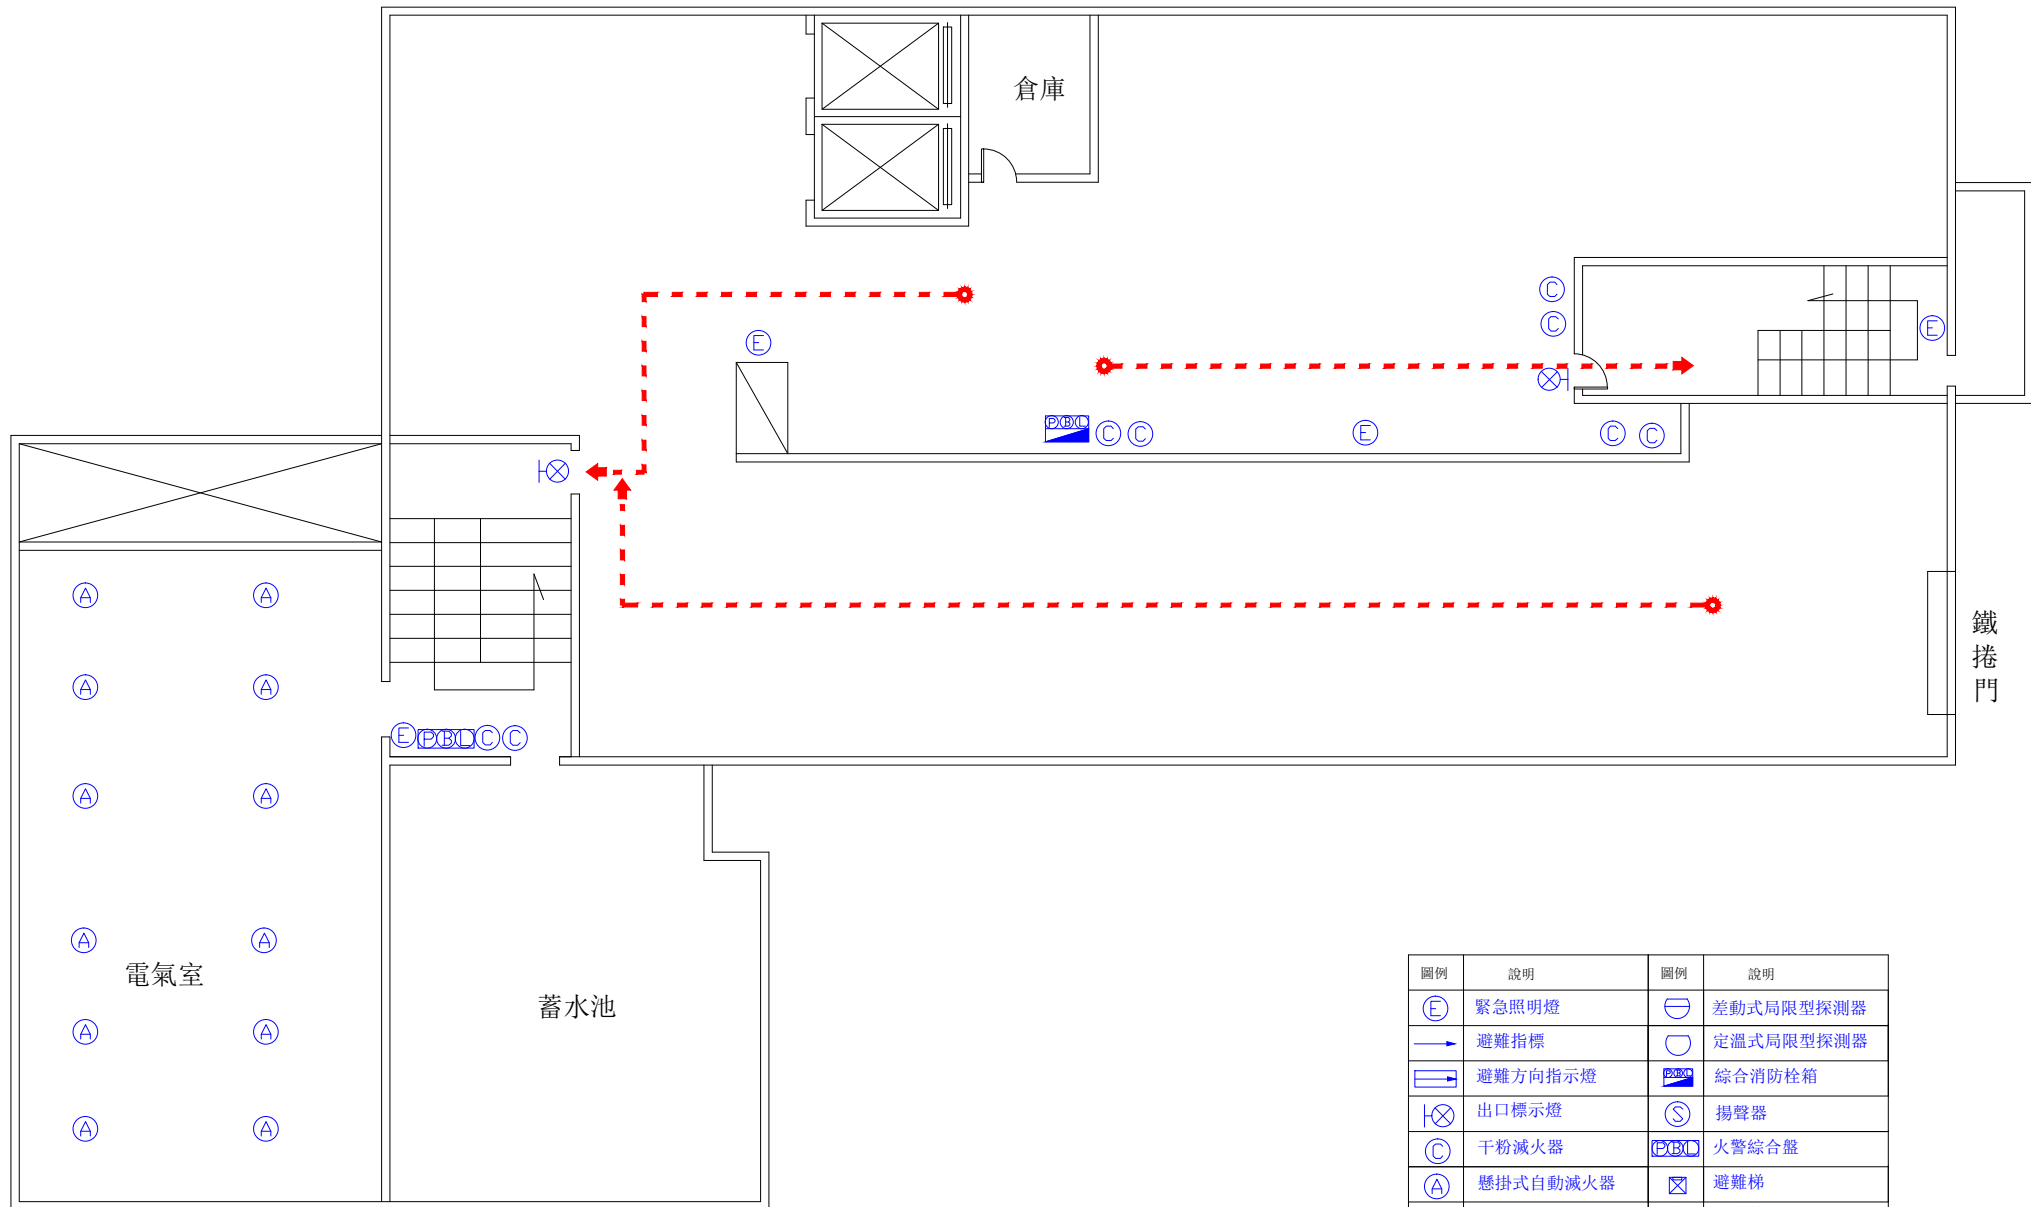 倉庫
C
C
E
E
PBL
C
C
E
C
C
A
A
鐵捲門
A
A
E
PBL
C
C
A
A
A
A
電氣室
蓄水池
A
A
A
A
圖例 說明 圖例 說明
E 緊急照明燈 差動式局限型探測器
避難指標 定溫式局限型探測器
避難方向指示燈 PBL 綜合消防栓箱
出口標示燈 S 揚聲器
C 干粉滅火器 PBL 火警綜合盤
A 懸掛式自動滅火器 避難梯